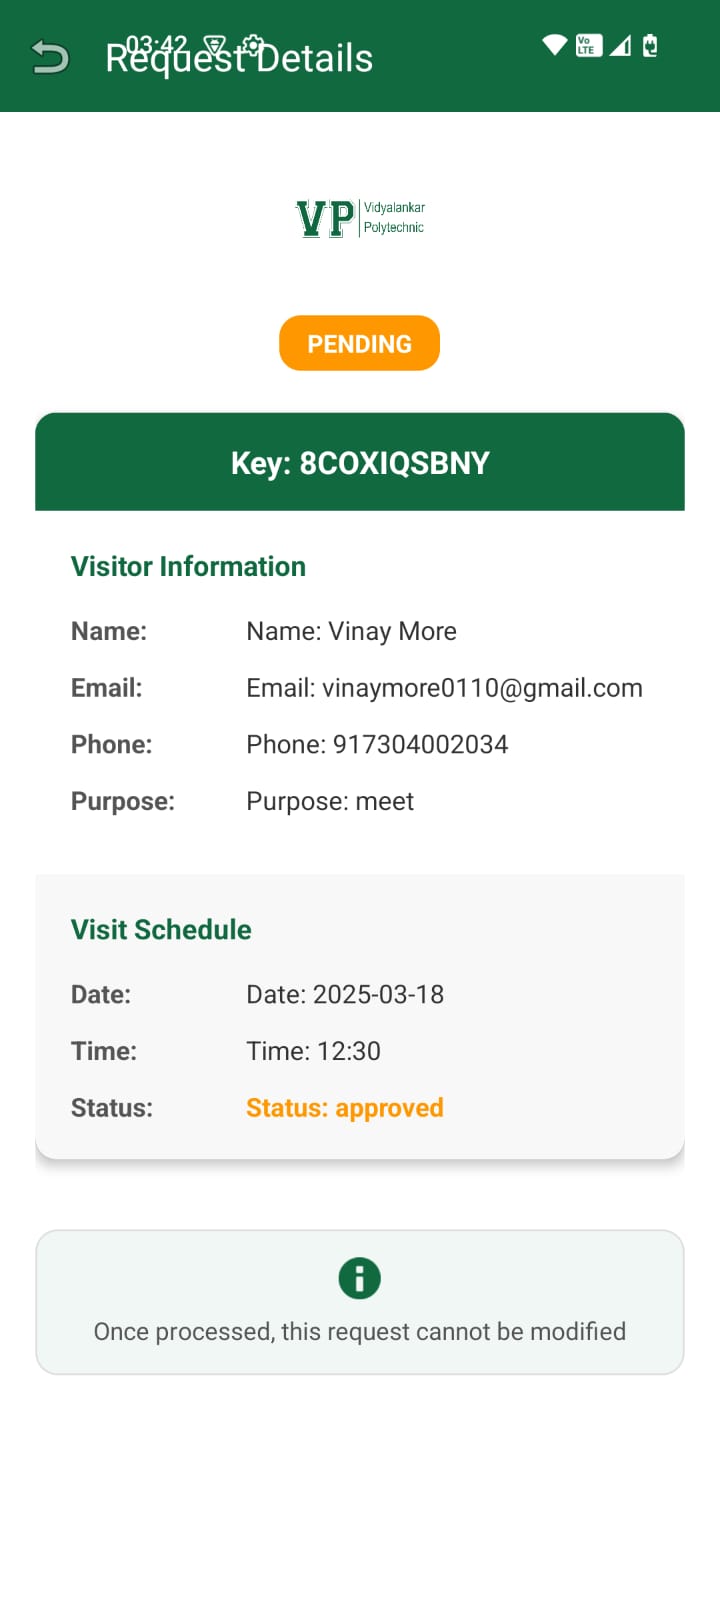 03:42
Request Details
Vo
LTE
VP
Vidyalankar
Polytechnic
PENDING
Key: 8COXIQSBNY
Visitor Information
Name: Name: Vinay More
Email: Email: vinaymore0110@gmail.com
Phone: Phone: 917304002034
Purpose: Purpose: meet
Visit Schedule
Date: Date: 2025-03-18
Time: Time: 12:30
Status: Status: approved
Once processed, this request cannot be modified